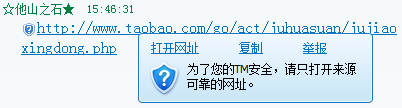 ☆他山之石★ 15:46:31
http://www.taobao.com/go/act/juhuasuan/jujiao
xingdong.php
打开网址 复制 举报
为了您的TM安全，请只打开来源
可靠的网址。